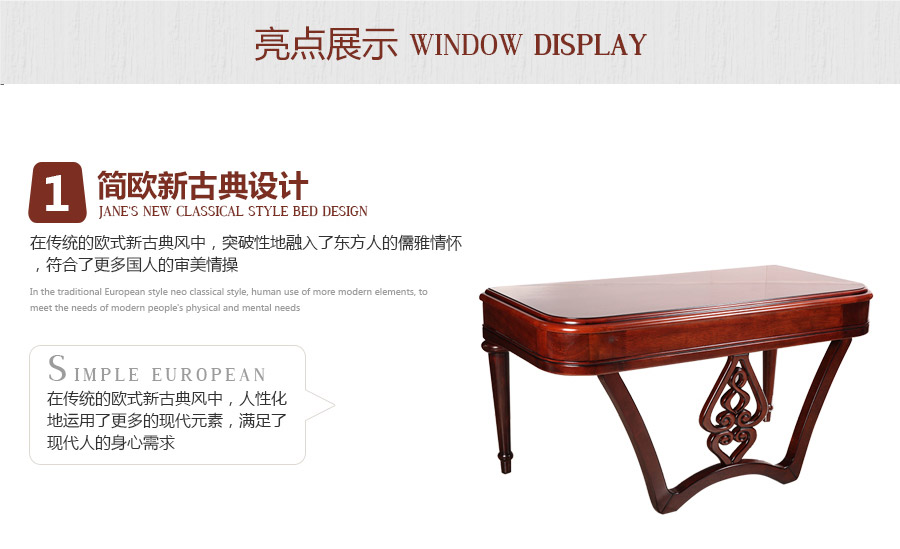 亮点展示 WINDOW DISPLAY
1 简欧新古典设计
JANE'S NEW CLASSICAL STYLE BED DESIGN
在传统的欧式新古典风中，突破性地融入了东方人的儒雅情怀
，符合了更多国人的审美情操
In the traditional European style neo classical style, human use of more modern elements, to
meet the needs of modern people's physical and mental needs
SIMPLE EUROPEAN
在传统的欧式新古典风中，人性化
地运用了更多的现代元素，满足了
现代人的身心需求